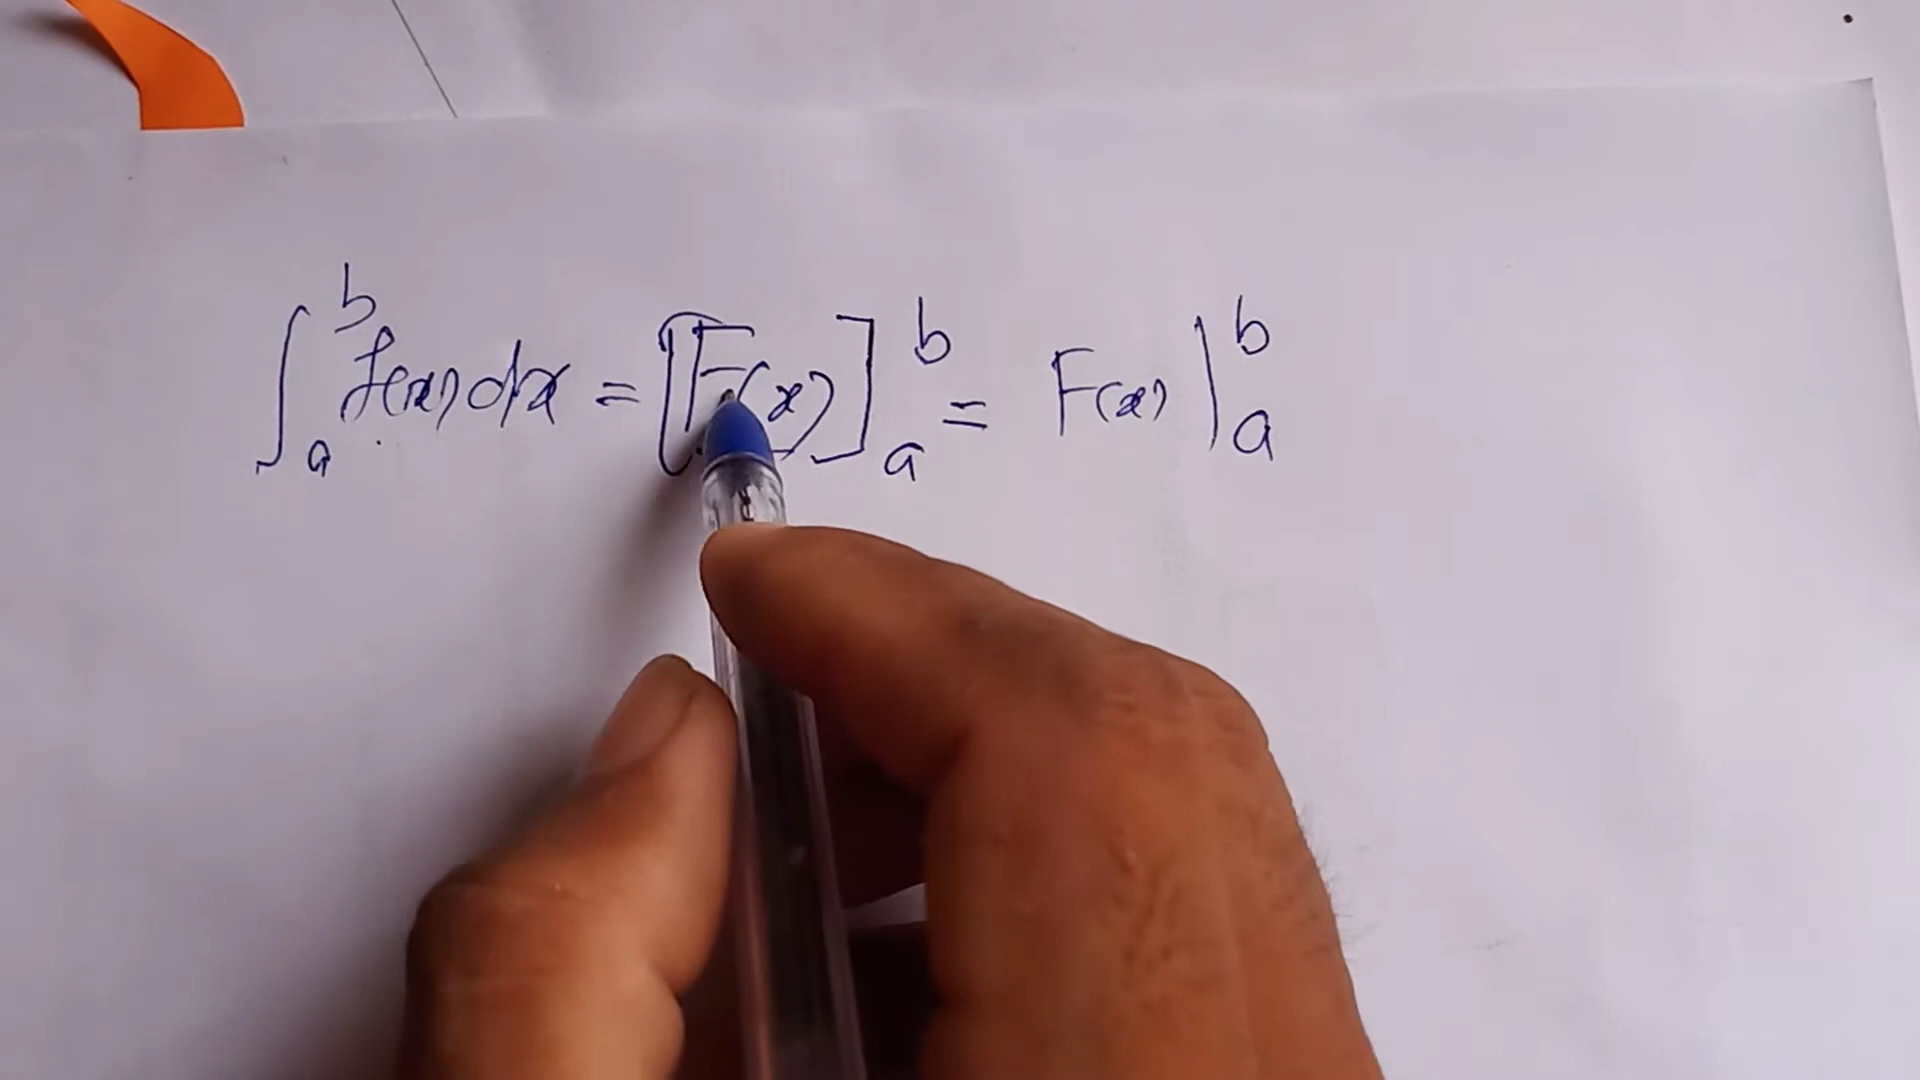 ∫_a^b f(x) dx = [F(x)]_a^b = F(x) |_a^b